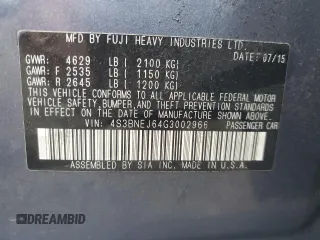 MFD BY FUJI HEAVY INDUSTRIES LTD.
DATE: 07/15
GVWR: 4629 LB ( 2100 KG)
GAWR: F 2535 LB ( 1150 KG)
GAWR: R 2645 LB ( 1200 KG)
THIS VEHICLE CONFORMS TO ALL APPLICABLE FEDERAL MOTOR
VEHICLE SAFETY, BUMPER, AND THEFT PREVENTION STANDARDS
IN EFFECT ON THE DATE OF MANUFACTURE SHOWN ABOVE.
VIN: 4S3BNEJ64G3002966 PASSENGER CAR
ASSEMBLED BY SIA INC. MADE IN U.S.A.
DREAMBID